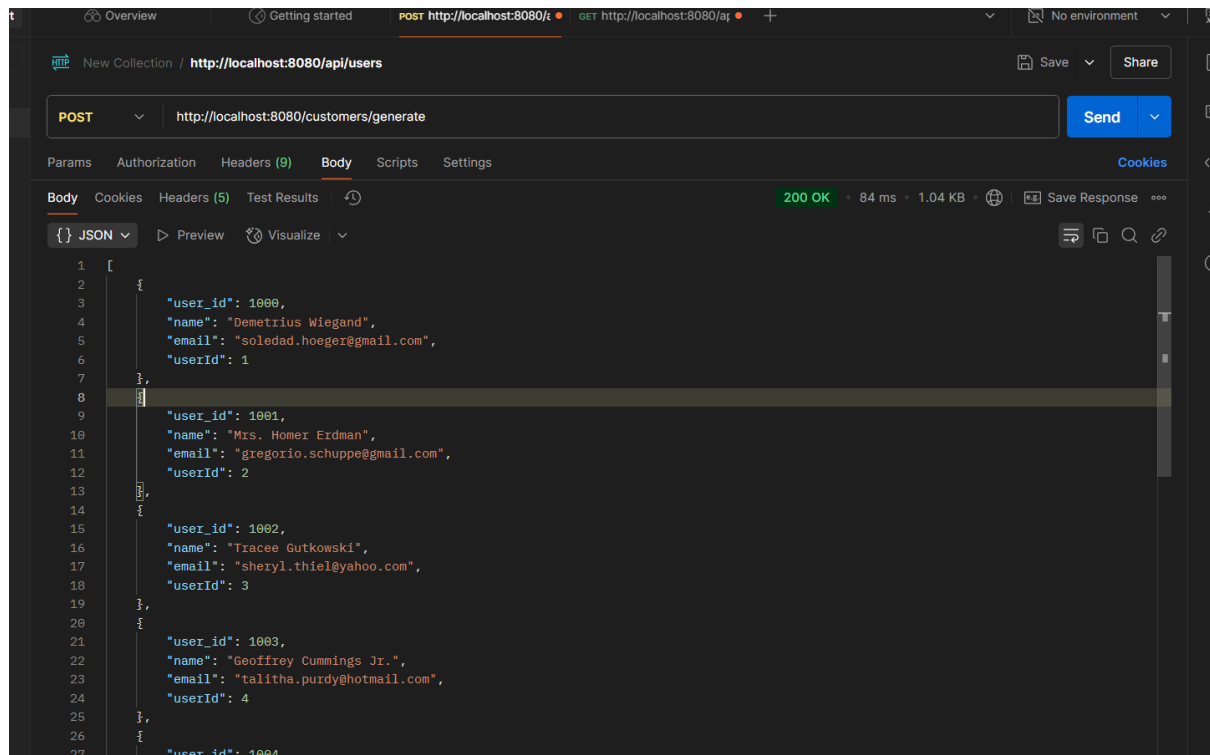 Overview Getting started POST http://localhost:8080/a GET http://localhost:8080/ap No environment
HTTP New Collection / http://localhost:8080/api/users Save Share
POST http://localhost:8080/customers/generate Send
Params Authorization Headers (9) Body Scripts Settings Cookies
Body Cookies Headers (5) Test Results 200 OK • 84 ms • 1.04 KB • e.g. Save Response
{} JSON Preview Visualize
1 [
2 {
3 "user_id": 1000,
4 "name": "Demetrius Wiegand",
5 "email": "soledad.hoeger@gmail.com",
6 "userId": 1
7 },
8 {
9 "user_id": 1001,
10 "name": "Mrs. Homer Erdman",
11 "email": "gregorio.schuppe@gmail.com",
12 "userId": 2
13 },
14 {
15 "user_id": 1002,
16 "name": "Tracee Gutkowski",
17 "email": "sheryl.thiel@yahoo.com",
18 "userId": 3
19 },
20 {
21 "user_id": 1003,
22 "name": "Geoffrey Cummings Jr.",
23 "email": "talitha.purdy@hotmail.com",
24 "userId": 4
25 },
26 {
27 "user_id": 1004,